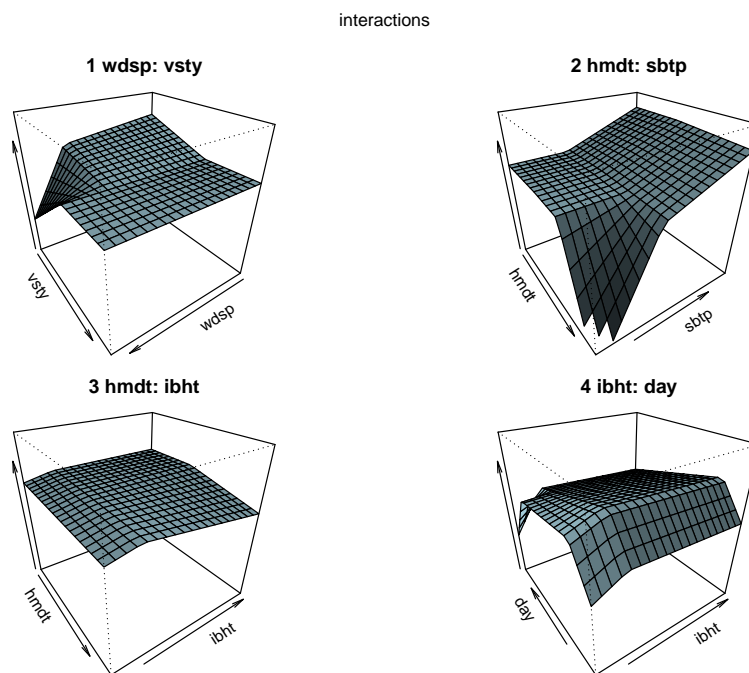 interactions
1 wdsp: vsty
2 hmdt: sbtp
vsty
wdsp
hmdt
sbtp
3 hmdt: ibht
4 ibht: day
hmdt
ibht
day
ibht